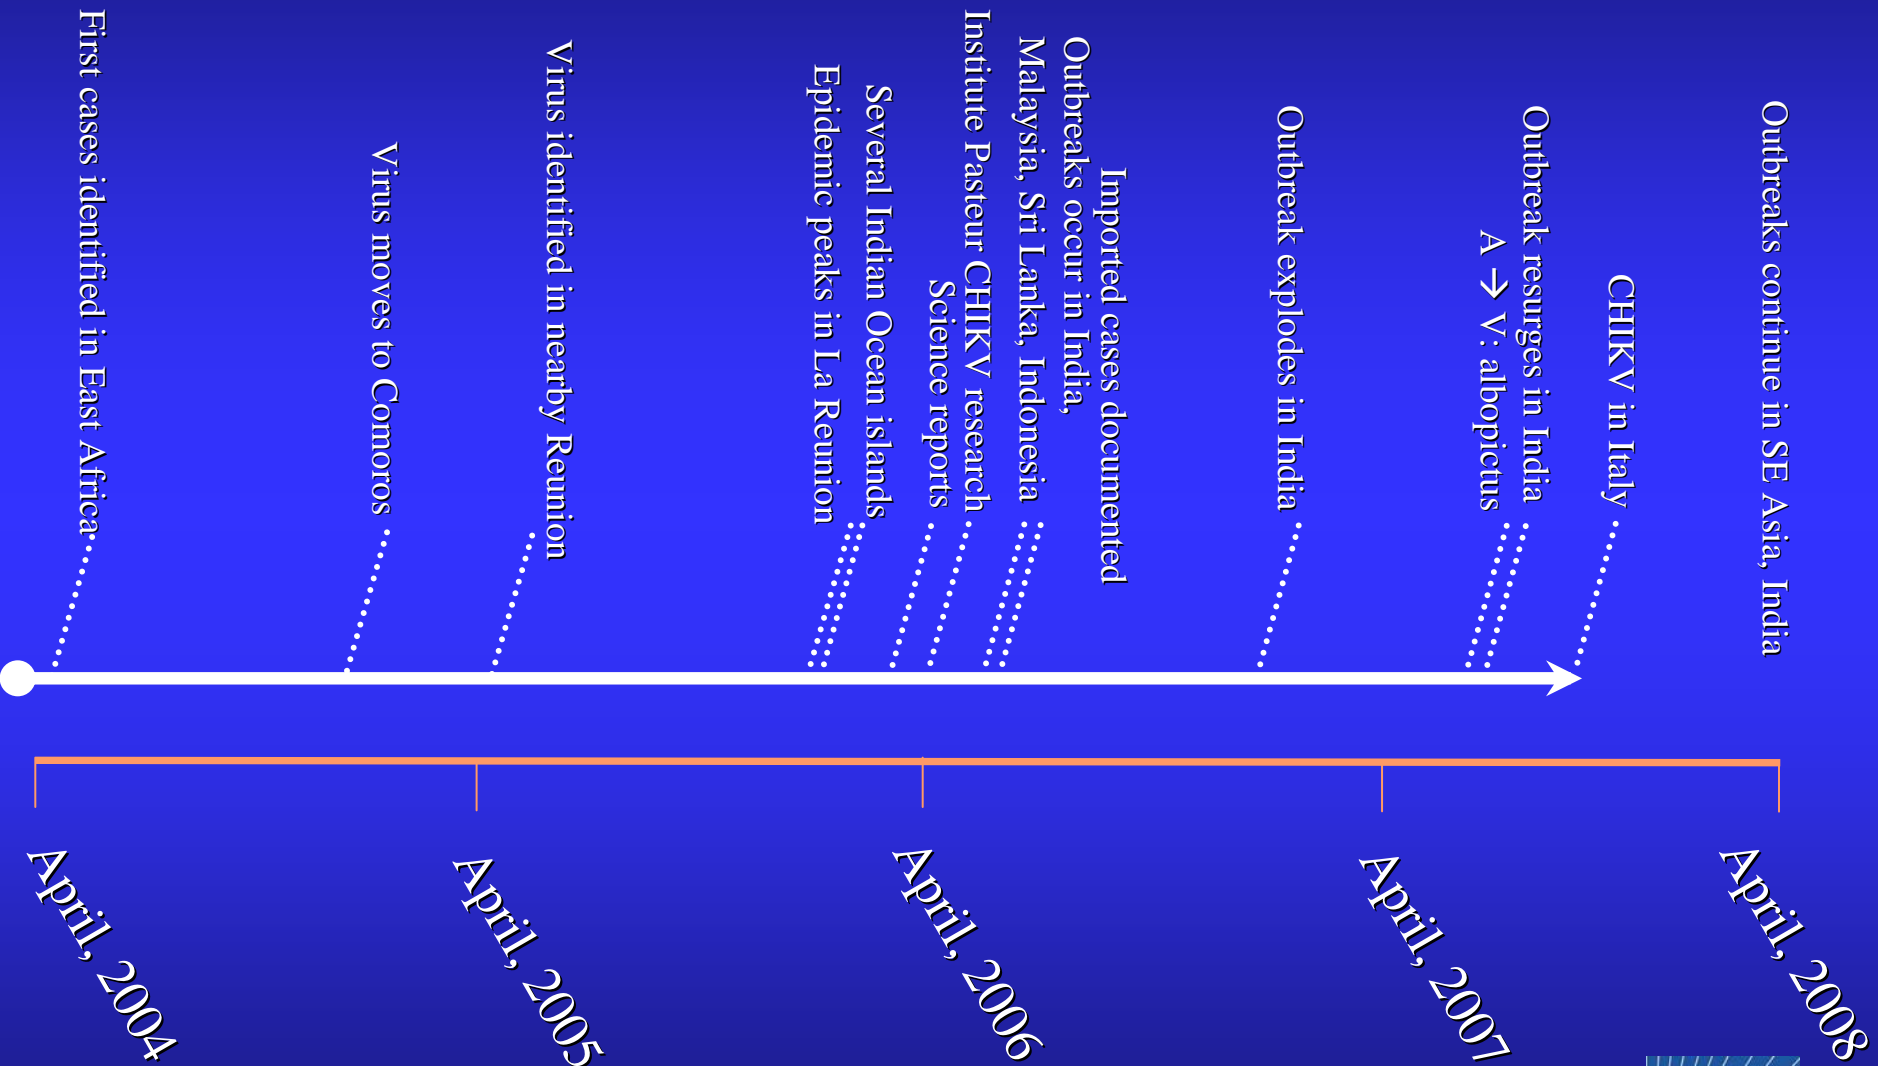 First cases identified in East Africa
Virus moves to Comoros
Virus identified in nearby Reunion
Epidemic peaks in La Reunion
Several Indian Ocean islands
Science reports
Institute Pasteur CHIKV research
Malaysia, Sri Lanka, Indonesia
Outbreaks occur in India,
Imported cases documented
Outbreak explodes in India
A → V: albopictus
Outbreak resurges in India
CHIKV in Italy
Outbreaks continue in SE Asia, India
April, 2004
April, 2005
April, 2006
April, 2007
April, 2008